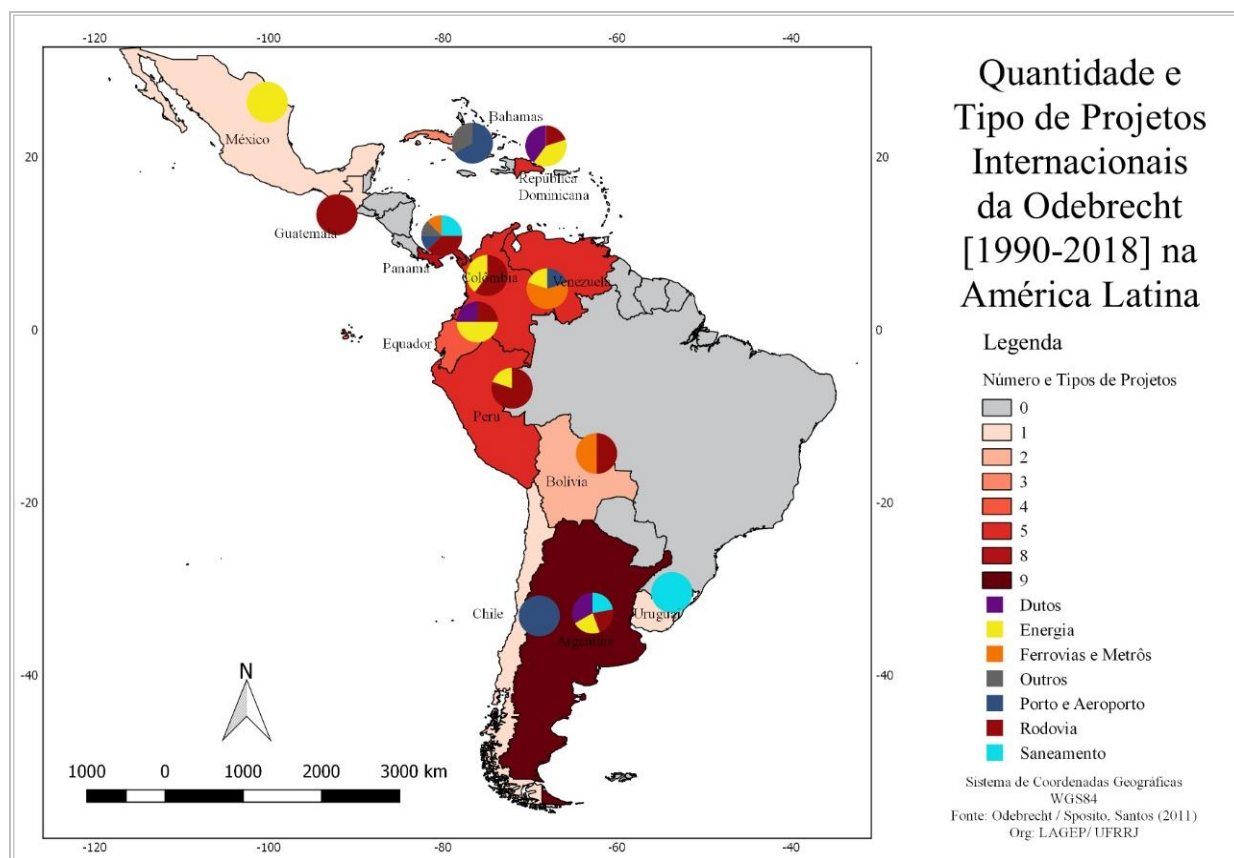 Quantidade e
Tipo de Projetos
Internacionais
da Odebrecht
[1990-2018] na
América Latina
Legenda
Número e Tipos de Projetos
0
1
2
3
4
5
8
9
Dutos
Energia
Ferrovias e Metrôs
Outros
Porto e Aeroporto
Rodovia
Saneamento
Sistema de Coordenadas Geográficas
WGS84
Fonte: Odebrecht / Sposito, Santos (2011)
Org: LAGEP/ UFRRJ
-120 -100 -80 -60 -40
20 20
0 0
-20 -20
-40 -40
-120 -100 -80 -60 -40
México
Bahamas
República
Dominicana
Guatemala
Panamá
Colômbia
Venezuela
Equador
Peru
Bolívia
Chile
Argentina
Uruguai
N
1000 0 1000 2000 3000 km